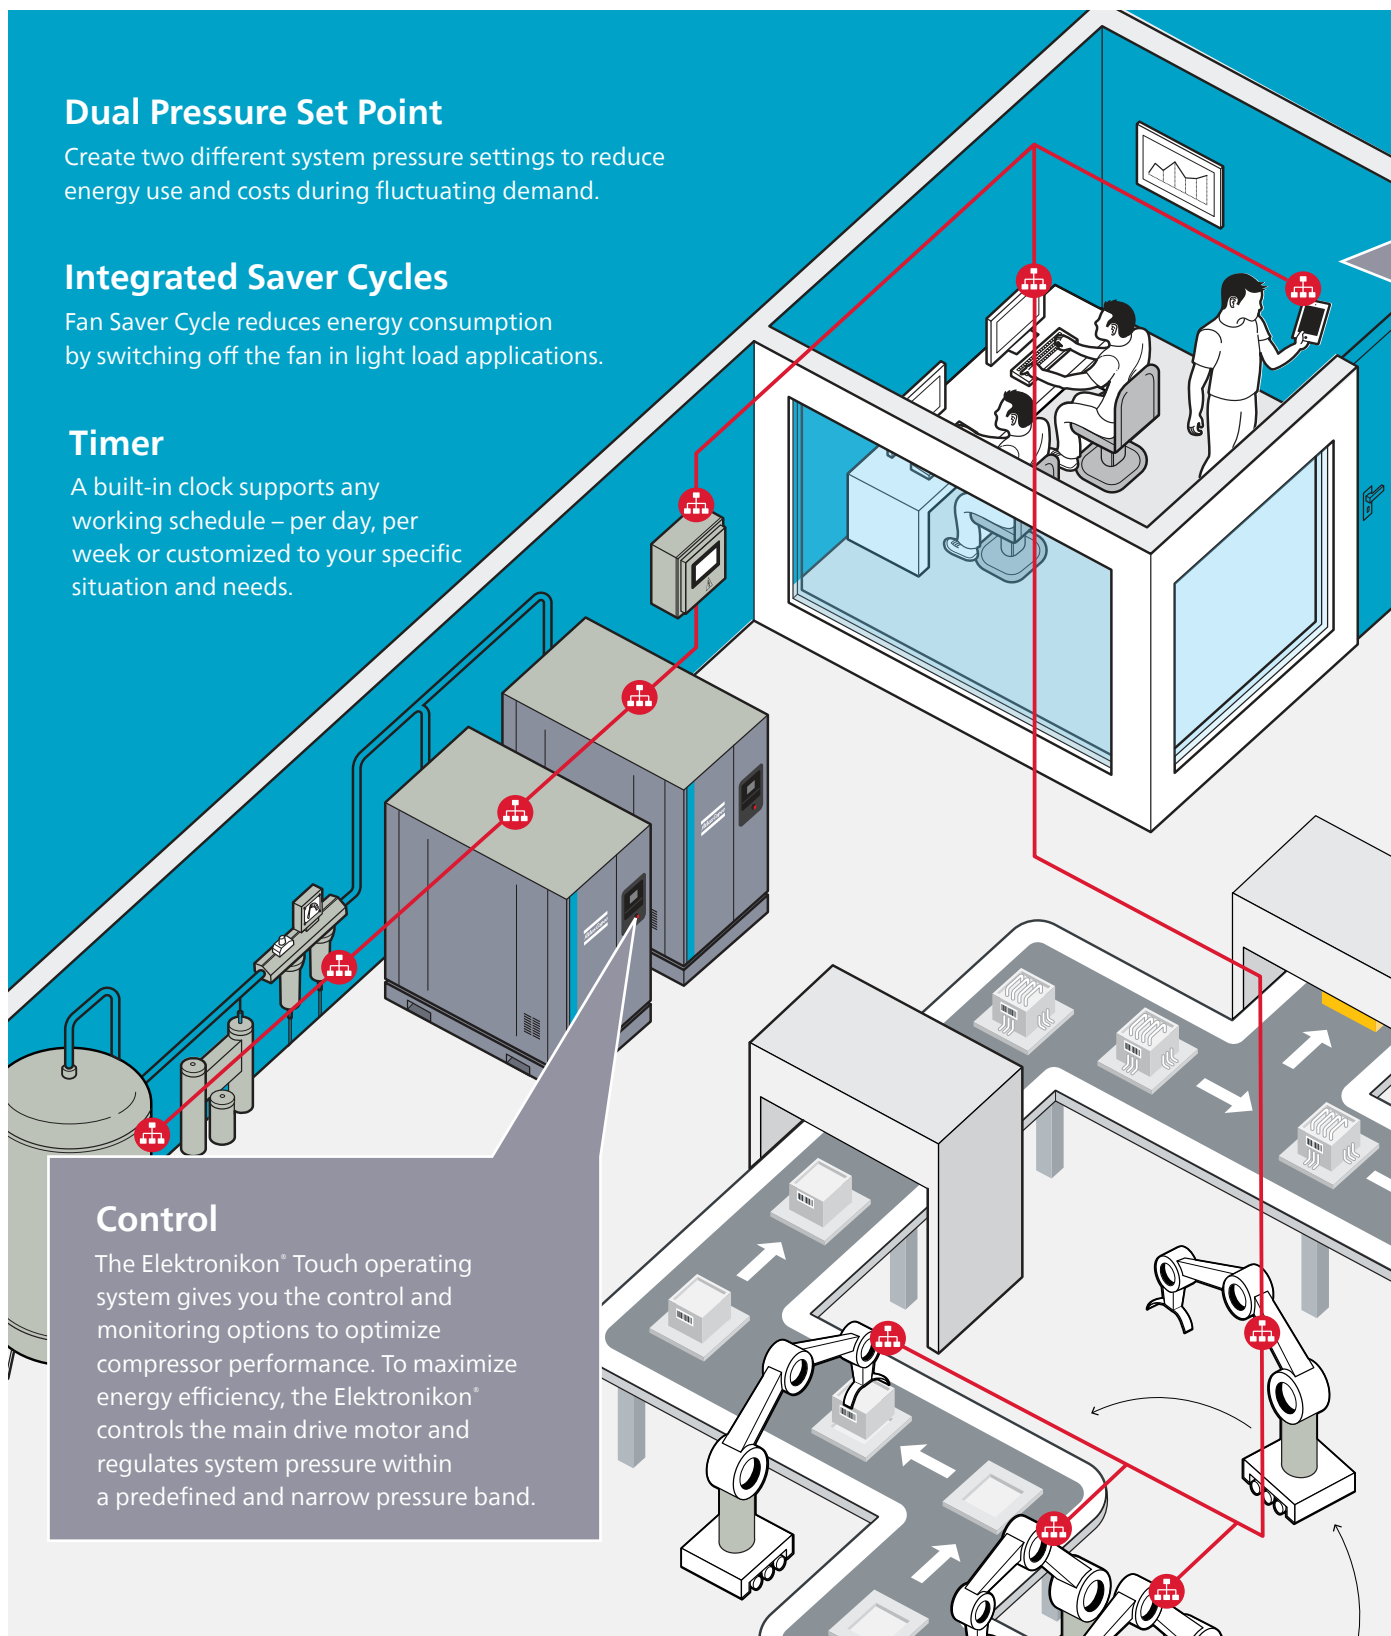 Dual Pressure Set Point
Create two different system pressure settings to reduce
energy use and costs during fluctuating demand.
Integrated Saver Cycles
Fan Saver Cycle reduces energy consumption
by switching off the fan in light load applications.
Timer
A built-in clock supports any
working schedule – per day, per
week or customized to your specific
situation and needs.
Control
The Elektronikon® Touch operating
system gives you the control and
monitoring options to optimize
compressor performance. To maximize
energy efficiency, the Elektronikon®
controls the main drive motor and
regulates system pressure within
a predefined and narrow pressure band.